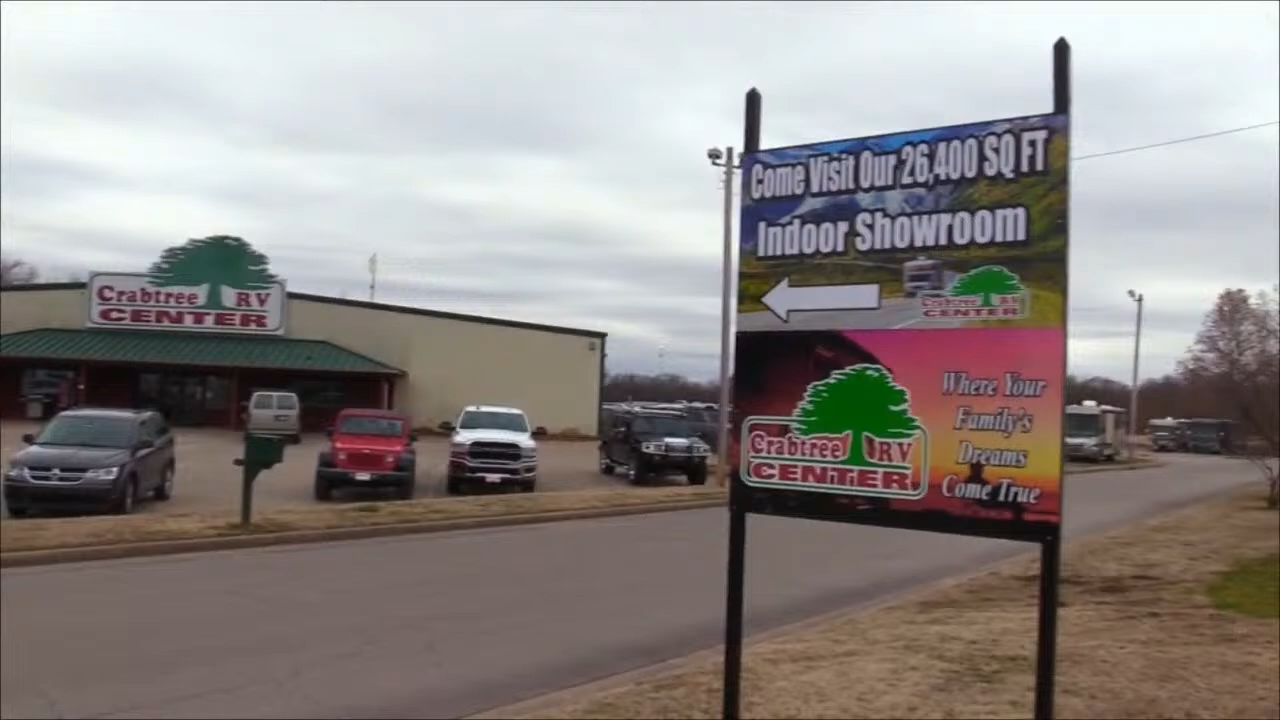 Crabtree RV
CENTER
Come Visit Our 26,400 SQ FT
Indoor Showroom
Crabtree RV
CENTER
Crabtree RV
CENTER
Where Your
Family's
Dreams
Come True